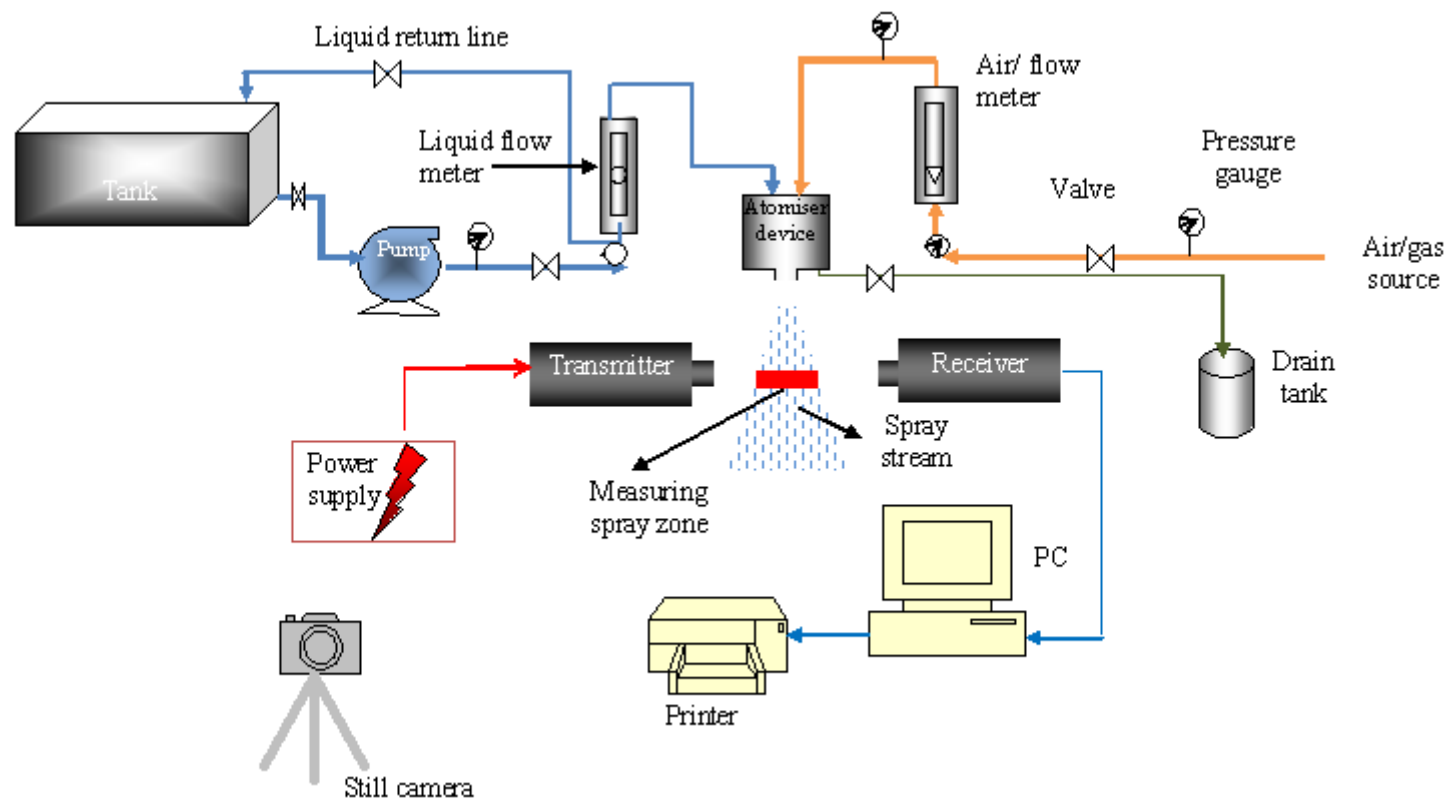 Liquid return line
Air/ flow
meter
Liquid flow
meter
Pressure
gauge
Tank
Valve
Atomiser
device
Pump
Air/gas
source
Transmitter
Receiver
Drain
tank
Spray
stream
Power
supply
Measuring
spray zone
PC
Printer
Still camera